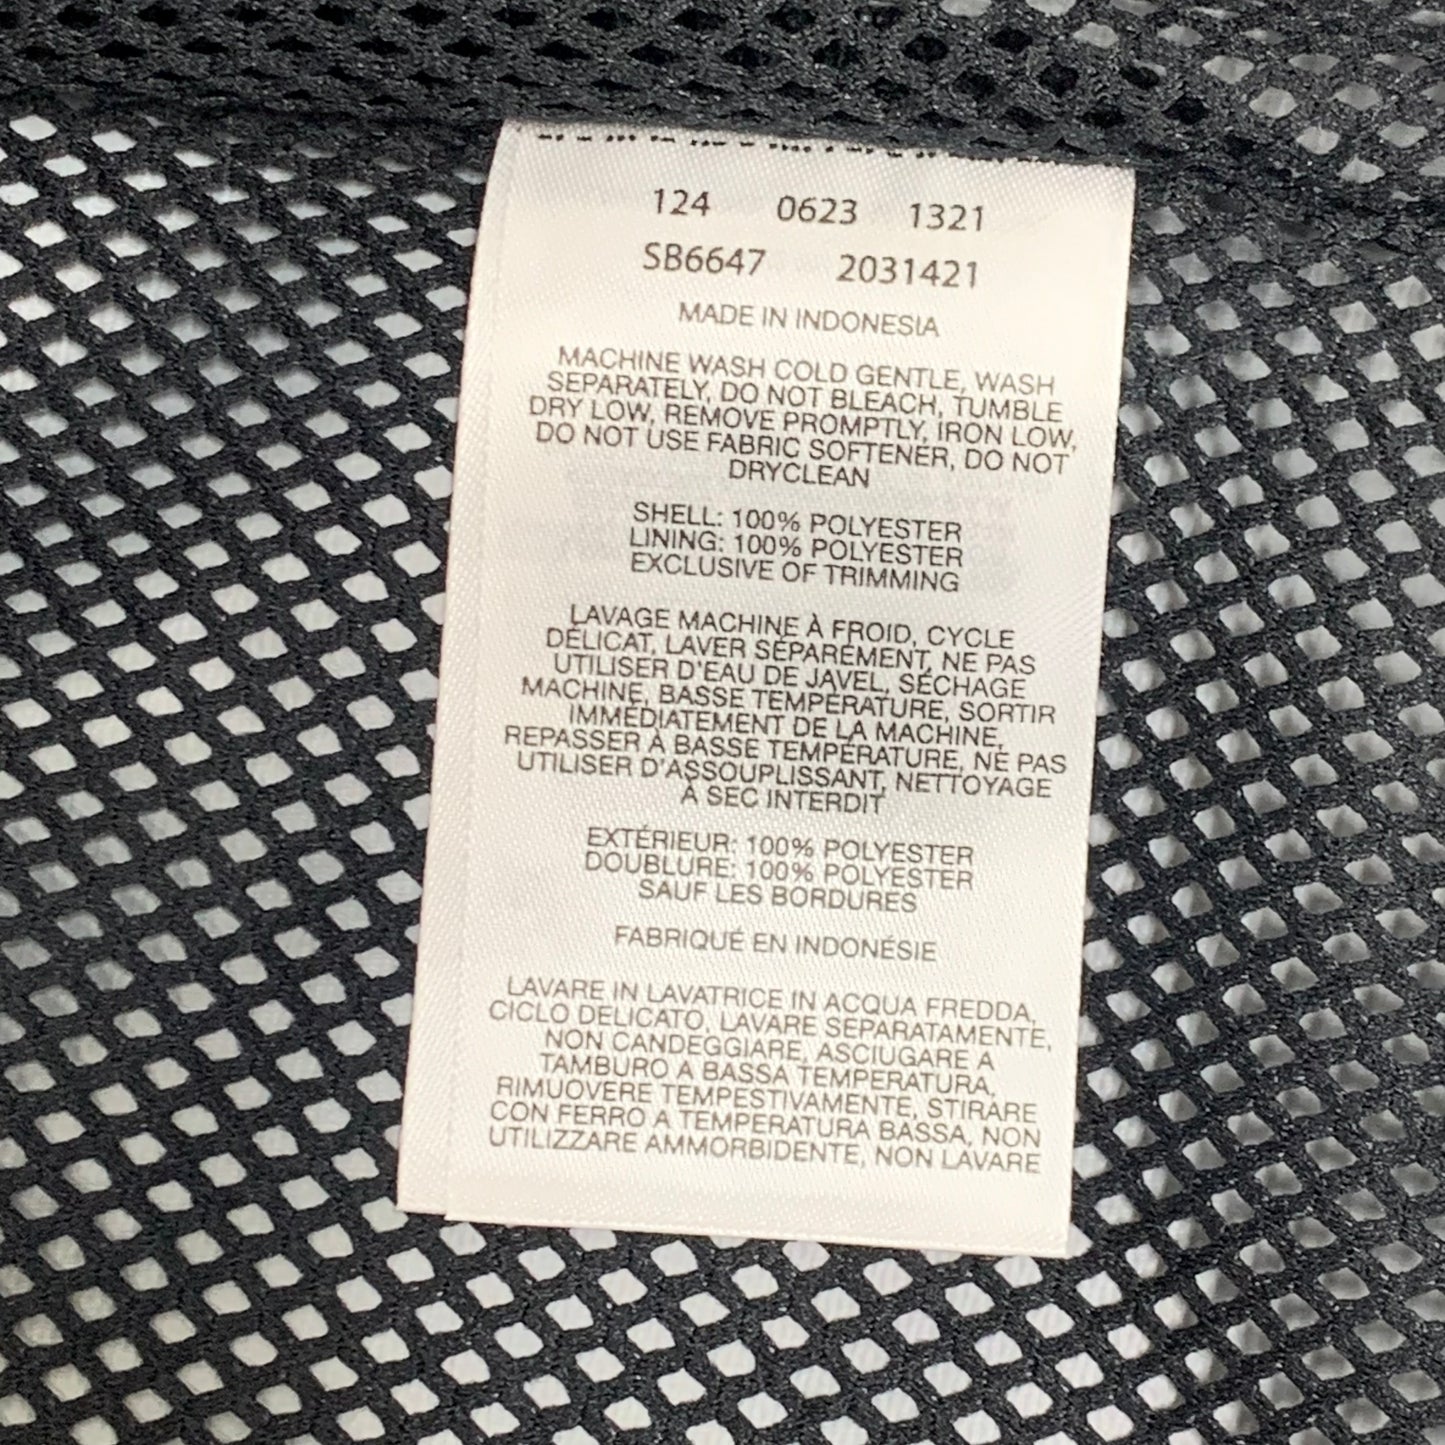 124 0623 1321
SB6647 2031421
MADE IN INDONESIA
MACHINE WASH COLD GENTLE, WASH
SEPARATELY, DO NOT BLEACH, TUMBLE
DRY LOW, REMOVE PROMPTLY, IRON LOW,
DO NOT USE FABRIC SOFTENER, DO NOT
DRYCLEAN
SHELL: 100% POLYESTER
LINING: 100% POLYESTER
EXCLUSIVE OF TRIMMING
LAVAGE MACHINE À FROID, CYCLE
DÉLICAT, LAVER SÉPARÉMENT, NE PAS
UTILISER D'EAU DE JAVEL, SÉCHAGE
MACHINE, BASSE TEMPÉRATURE, SORTIR
IMMÉDIATEMENT DE LA MACHINE,
REPASSER À BASSE TEMPÉRATURE, NE PAS
UTILISER D'ASSOUPLISSANT, NETTOYAGE
À SEC INTERDIT
EXTÉRIEUR: 100% POLYESTER
DOUBLURE: 100% POLYESTER
SAUF LES BORDURES
FABRIQUÉ EN INDONÉSIE
LAVARE IN LAVATRICE IN ACQUA FREDDA,
CICLO DELICATO, LAVARE SEPARATAMENTE,
NON CANDEGGIARE, ASCIUGARE A
TAMBURO A BASSA TEMPERATURA,
RIMUOVERE TEMPESTIVAMENTE, STIRARE
CON FERRO A TEMPERATURA BASSA, NON
UTILIZZARE AMMORBIDENTE, NON LAVARE